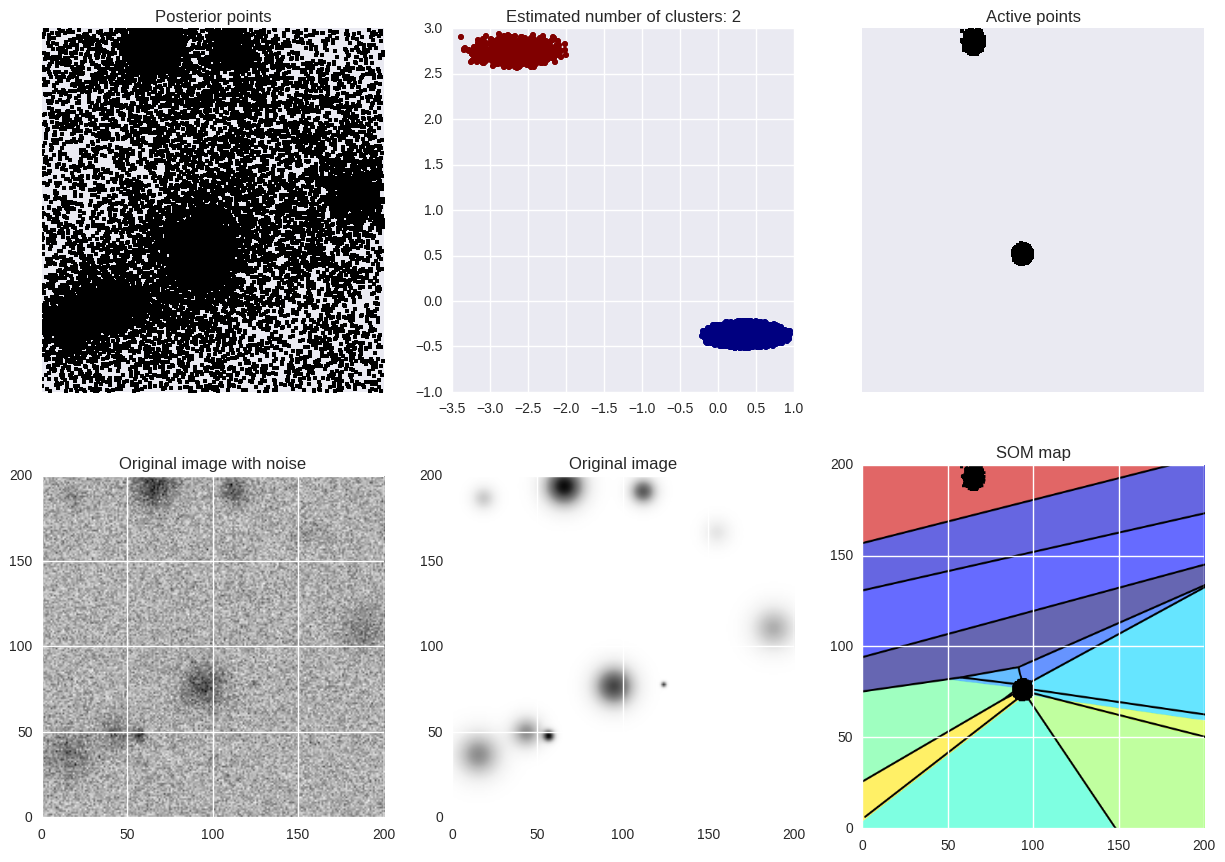 Posterior points
Estimated number of clusters: 2
Active points
3.0
2.5
2.0
1.5
1.0
0.5
0.0
−0.5
−1.0
−3.5 −3.0 −2.5 −2.0 −1.5 −1.0 −0.5 0.0 0.5 1.0
Original image with noise
Original image
SOM map
200
150
100
50
0
0 50 100 150 200
200
150
100
50
0
0 50 100 150 200
200
150
100
50
0
0 50 100 150 200